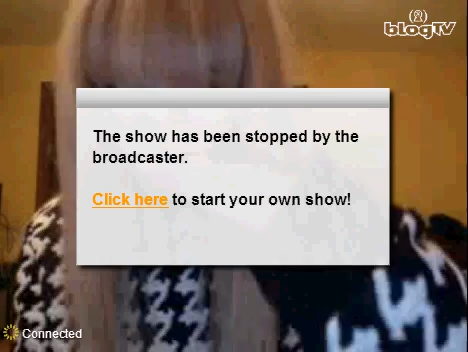 blogTV
The show has been stopped by the
broadcaster.
Click here to start your own show!
Connected